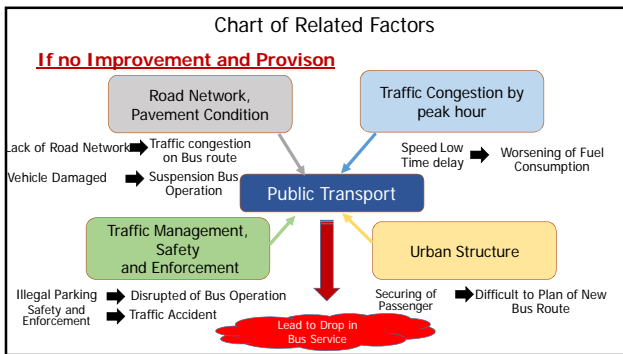 Chart of Related Factors
If no Improvement and Provison
Road Network,
Pavement Condition
Traffic Congestion by
peak hour
Lack of Road Network
Traffic congestion
on Bus route
Vehicle Damaged
Suspension Bus
Operation
Speed Low
Time delay
Worsening of Fuel
Consumption
Public Transport
Traffic Management,
Safety
and Enforcement
Urban Structure
Illegal Parking
Disrupted of Bus Operation
Safety and
Enforcement
Traffic Accident
Securing of
Passenger
Difficult to Plan of New
Bus Route
Lead to Drop in
Bus Service